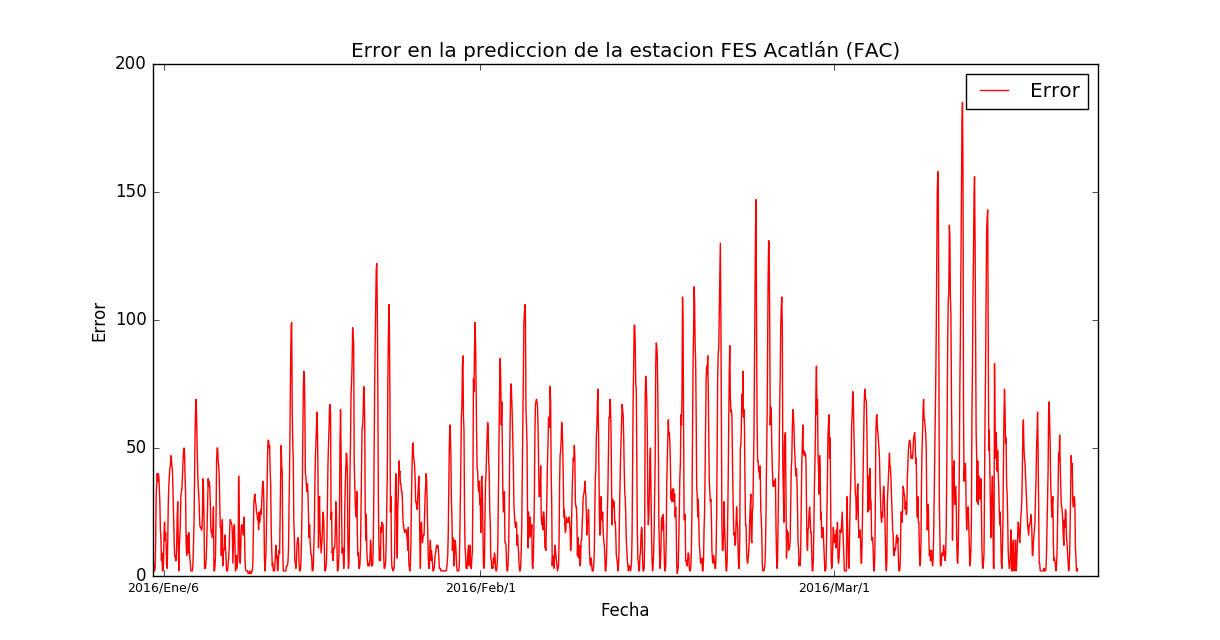 Error en la prediccion de la estacion FES Acatlán (FAC)
200
Error
150
100
Error
50
0
2016/Ene/6 2016/Feb/1 2016/Mar/1
Fecha